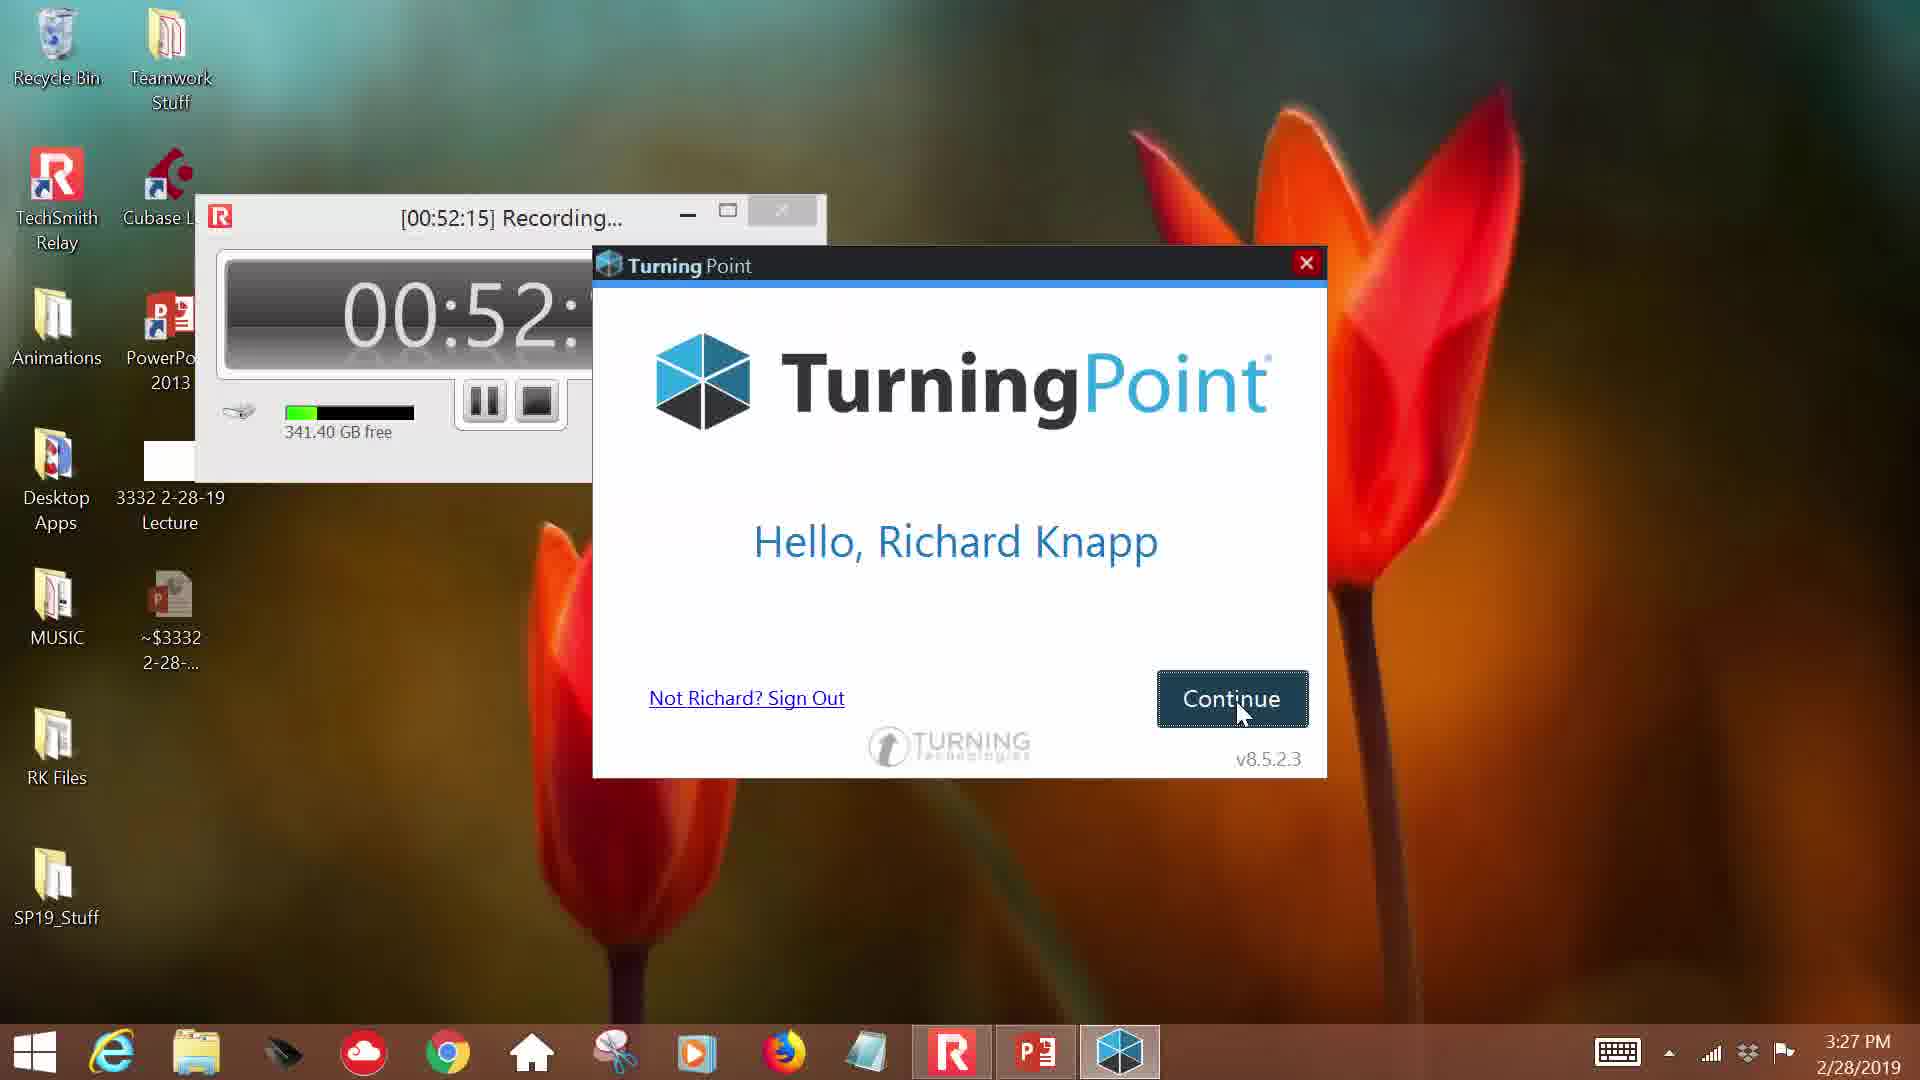 Recycle Bin
Teamwork
Stuff
TechSmith
Relay
Cubase L
Animations
PowerPo
2013
Desktop
Apps
3332 2-28-19
Lecture
MUSIC
~$3332
2-28-...
RK Files
SP19_Stuff
[00:52:15] Recording...
00:52:
341.40 GB free
Turning Point
TurningPoint®
Hello, Richard Knapp
Not Richard? Sign Out
Continue
TURNING
Technologies
v8.5.2.3
3:27 PM
2/28/2019